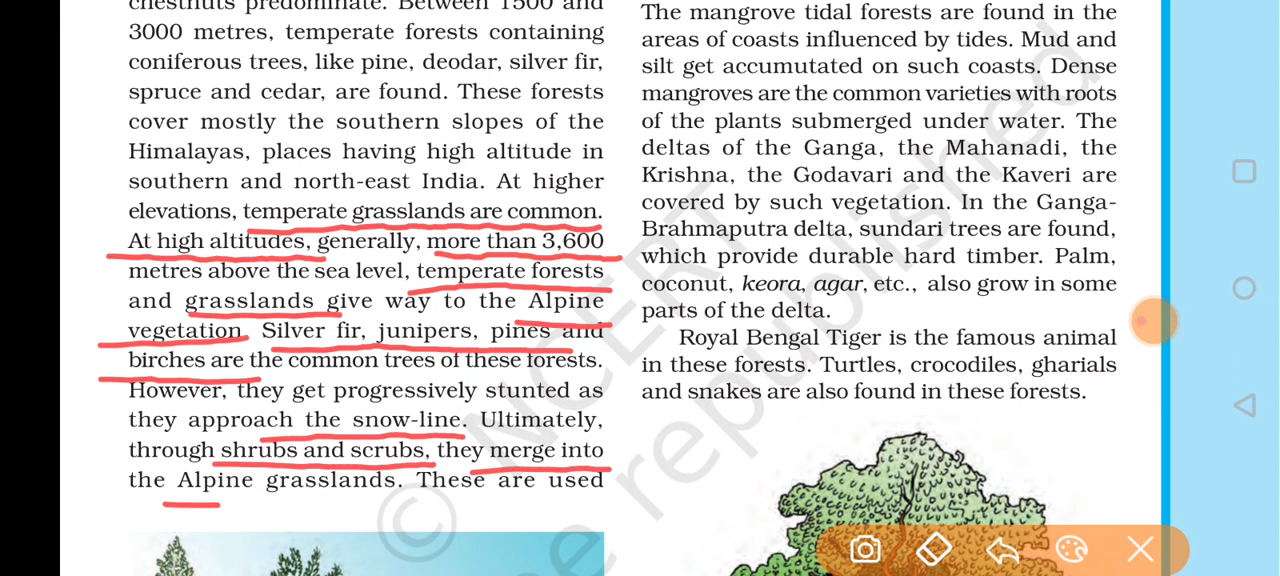 chestnuts predominate. Between 1500 and
3000 metres, temperate forests containing
coniferous trees, like pine, deodar, silver fir,
spruce and cedar, are found. These forests
cover mostly the southern slopes of the
Himalayas, places having high altitude in
southern and north-east India. At higher
elevations, temperate grasslands are common.
At high altitudes, generally, more than 3,600
metres above the sea level, temperate forests
and grasslands give way to the Alpine
vegetation. Silver fir, junipers, pines and
birches are the common trees of these forests.
However, they get progressively stunted as
they approach the snow-line. Ultimately,
through shrubs and scrubs, they merge into
the Alpine grasslands. These are used
The mangrove tidal forests are found in the
areas of coasts influenced by tides. Mud and
silt get accumutated on such coasts. Dense
mangroves are the common varieties with roots
of the plants submerged under water. The
deltas of the Ganga, the Mahanadi, the
Krishna, the Godavari and the Kaveri are
covered by such vegetation. In the Ganga-
Brahmaputra delta, sundari trees are found,
which provide durable hard timber. Palm,
coconut, keora, agar, etc., also grow in some
parts of the delta.
Royal Bengal Tiger is the famous animal
in these forests. Turtles, crocodiles, gharials
and snakes are also found in these forests.
© NCERT
be republished